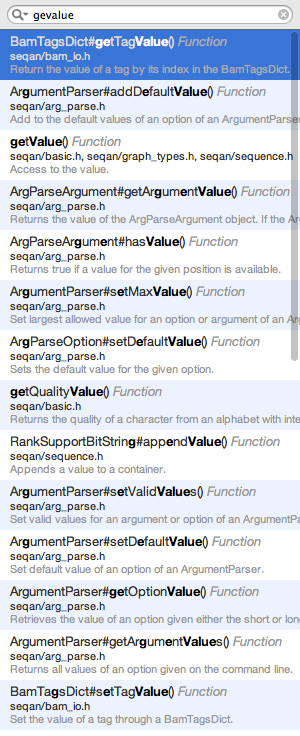 gevalue
BamTagsDict#getTagValue() Function
seqan/bam_io.h
Return the value of a tag by its index in the BamTagsDict.
ArgumentParser#addDefaultValue() Function
seqan/arg_parse.h
Add to the default values of an option of an ArgumentParser
getValue() Function
seqan/basic.h, seqan/graph_types.h, seqan/sequence.h
Access to the value.
ArgParseArgument#getArgumentValue() Function
seqan/arg_parse.h
Returns the value of the ArgParseArgument object. If the Ar
ArgParseArgument#hasValue() Function
seqan/arg_parse.h
Returns true if a value for the given position is available.
ArgumentParser#setMaxValue() Function
seqan/arg_parse.h
Set largest allowed value for an option or argument of an Ar
ArgParseOption#setDefaultValue() Function
seqan/arg_parse.h
Sets the default value for the given option.
getQualityValue() Function
seqan/basic.h
Returns the quality of a character from an alphabet with inte
RankSupportBitString#appendValue() Function
seqan/sequence.h
Appends a value to a container.
ArgumentParser#setValidValues() Function
seqan/arg_parse.h
Set valid values for an argument or option of an ArgumentPa
ArgumentParser#setDefaultValue() Function
seqan/arg_parse.h
Set default value of an option of an ArgumentParser.
ArgumentParser#getOptionValue() Function
seqan/arg_parse.h
Retrieves the value of an option given either the short or lon
ArgumentParser#getArgumentValues() Function
seqan/arg_parse.h
Returns all values of an option given on the command line.
BamTagsDict#setTagValue() Function
seqan/bam_io.h
Set the value of a tag through a BamTagsDict.